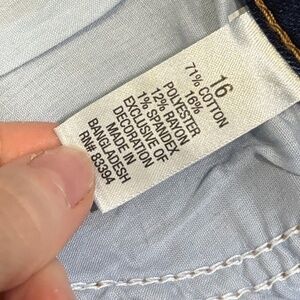 16
71% COTTON
16%
POLYESTER
12% RAYON
1% SPANDEX
EXCLUSIVE OF
DECORATION
MADE IN
BANGLADESH
RN# 83394